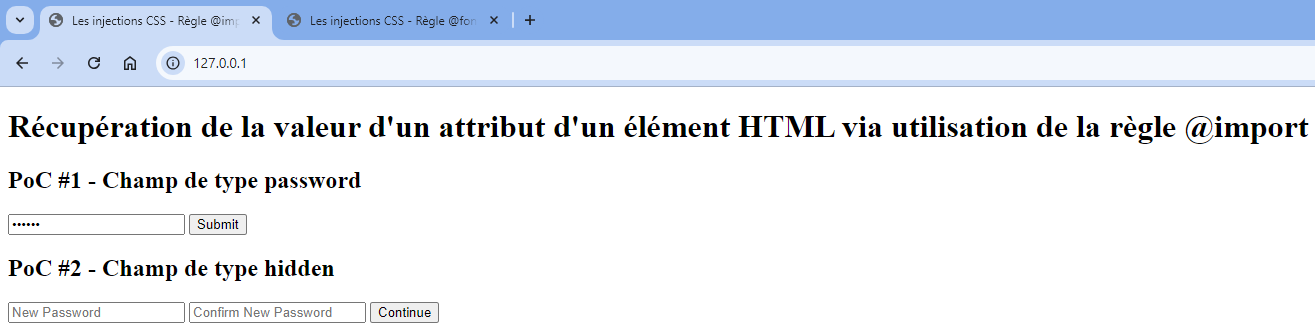 Les injections CSS - Règle @imp
Les injections CSS - Règle @fon
127.0.0.1
Récupération de la valeur d'un attribut d'un élément HTML via utilisation de la règle @import
PoC #1 - Champ de type password
•••••• Submit
PoC #2 - Champ de type hidden
New Password Confirm New Password Continue